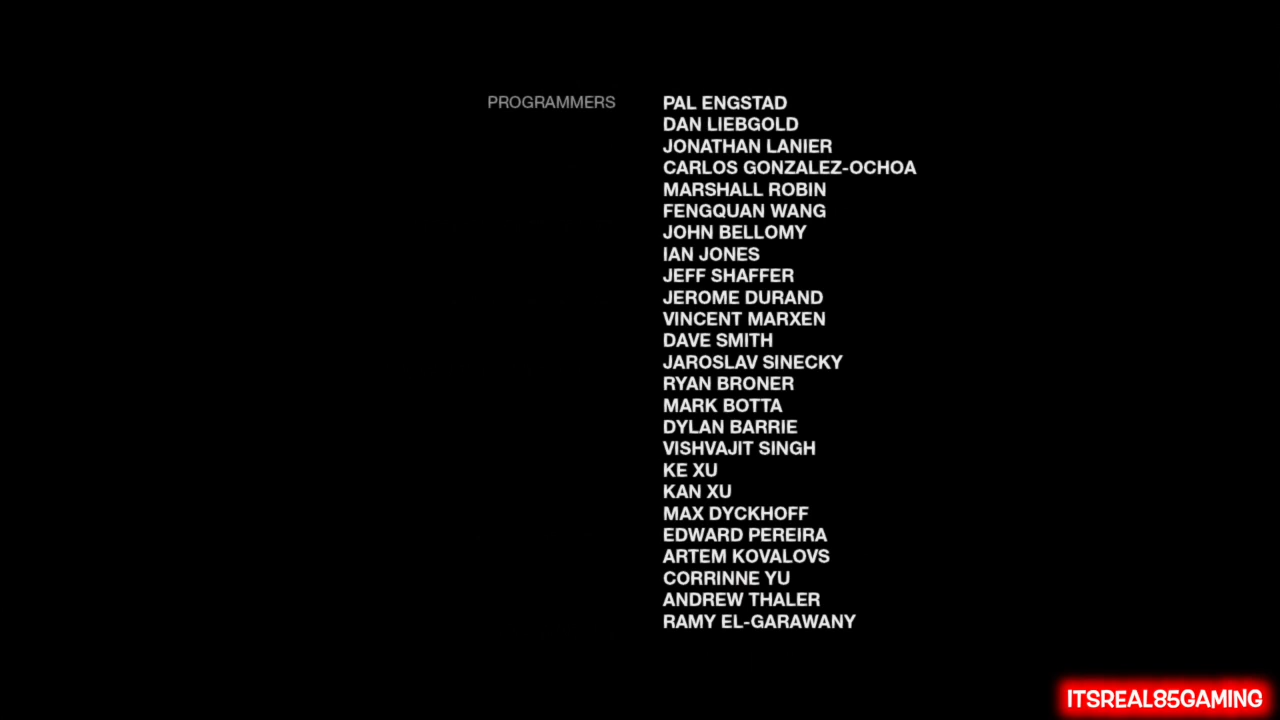 PROGRAMMERS PAL ENGSTAD
DAN LIEBGOLD
JONATHAN LANIER
CARLOS GONZALEZ-OCHOA
MARSHALL ROBIN
FENGQUAN WANG
JOHN BELLOMY
IAN JONES
JEFF SHAFFER
JEROME DURAND
VINCENT MARXEN
DAVE SMITH
JAROSLAV SINECKY
RYAN BRONER
MARK BOTTA
DYLAN BARRIE
VISHVAJIT SINGH
KE XU
KAN XU
MAX DYCKHOFF
EDWARD PEREIRA
ARTEM KOVALOVS
CORRINNE YU
ANDREW THALER
RAMY EL-GARAWANY
ITSREAL85GAMING